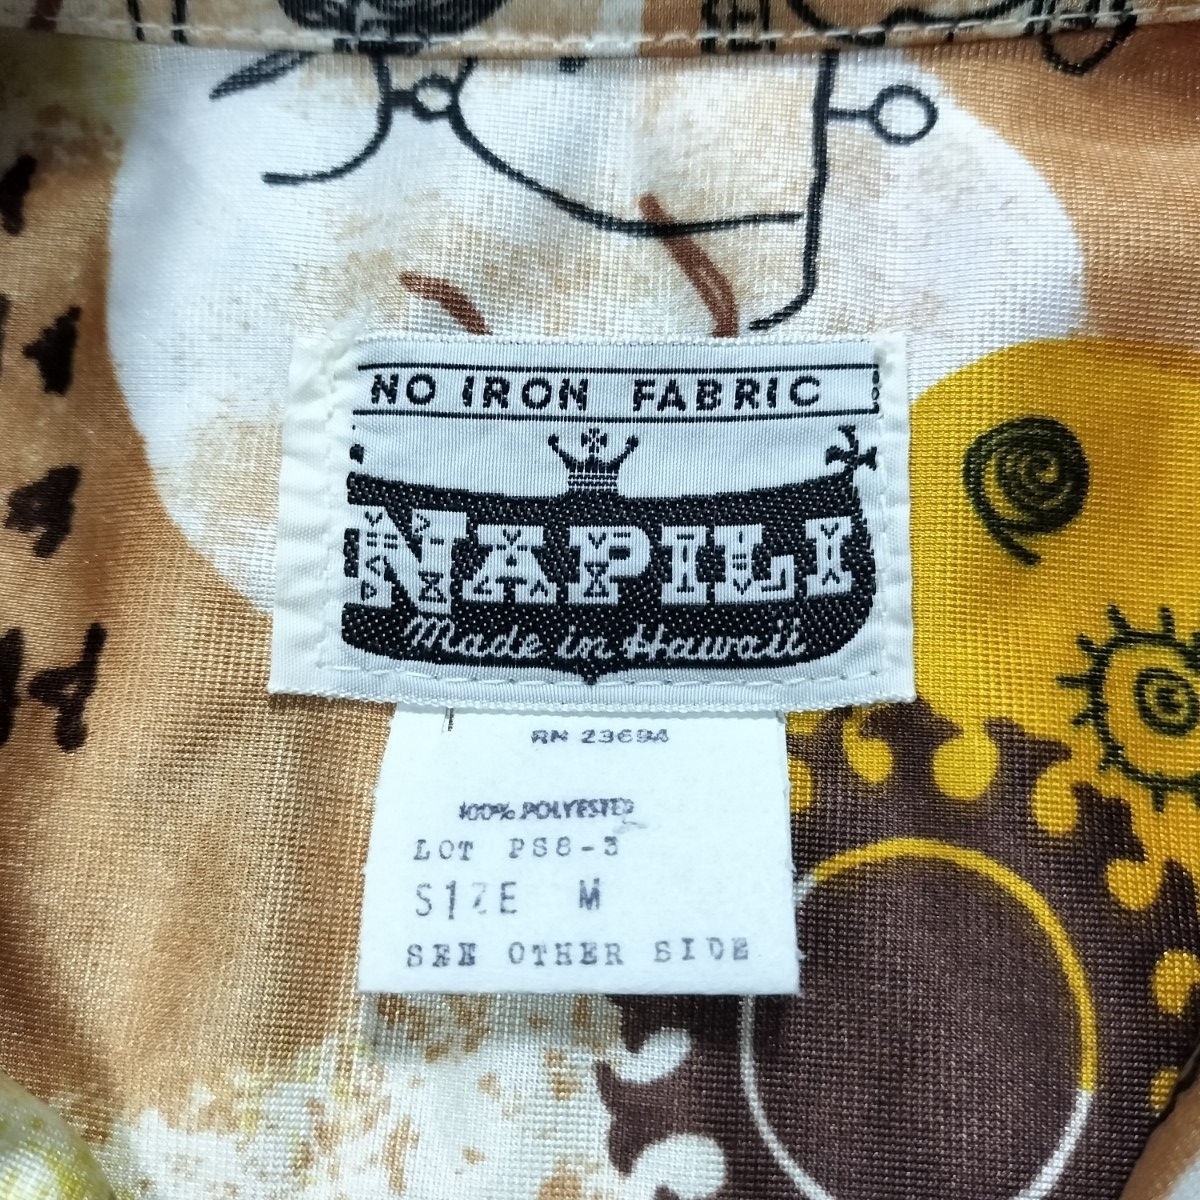 NO IRON FABRIC
NAPILI
Made in Hawaii
RN 23694
100% POLYESTER
LOT PS8-3
SIZE M
SEE OTHER SIDE